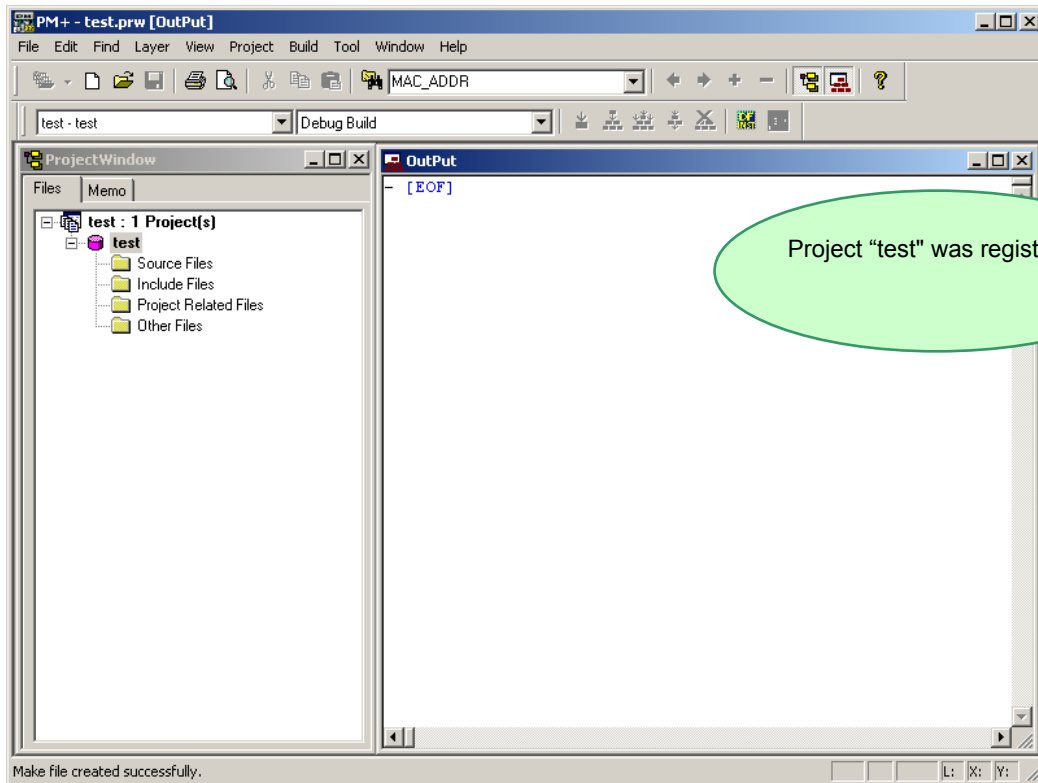 PM+ - test.prw [OutPut]
File Edit Find Layer View Project Build Tool Window Help
MAC_ADDR
test - test
Debug Build
ProjectWindow
OutPut
Files Memo
[EOF]
test : 1 Project(s)
test
Source Files
Include Files
Project Related Files
Other Files
Project “test" was regist
Make file created successfully.
L: X: Y: